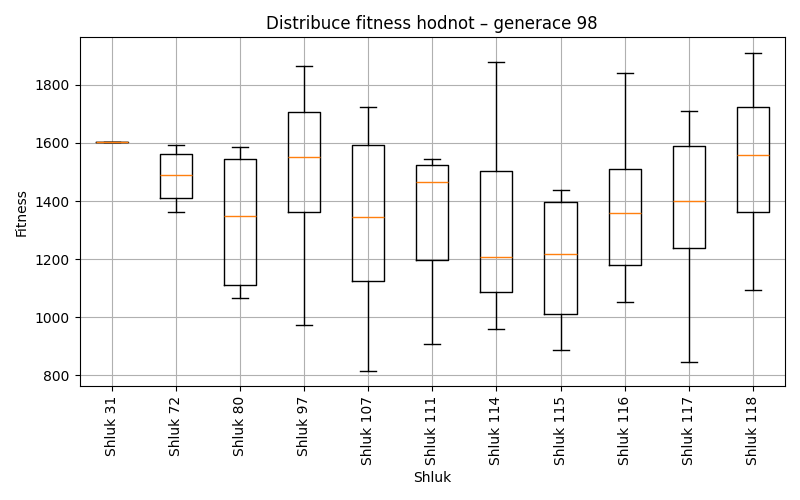 Distribuce fitness hodnot – generace 98
Fitness
1800
1600
1400
1200
1000
800
Shluk 31
Shluk 72
Shluk 80
Shluk 97
Shluk 107
Shluk 111
Shluk 114
Shluk 115
Shluk 116
Shluk 117
Shluk 118
Shluk